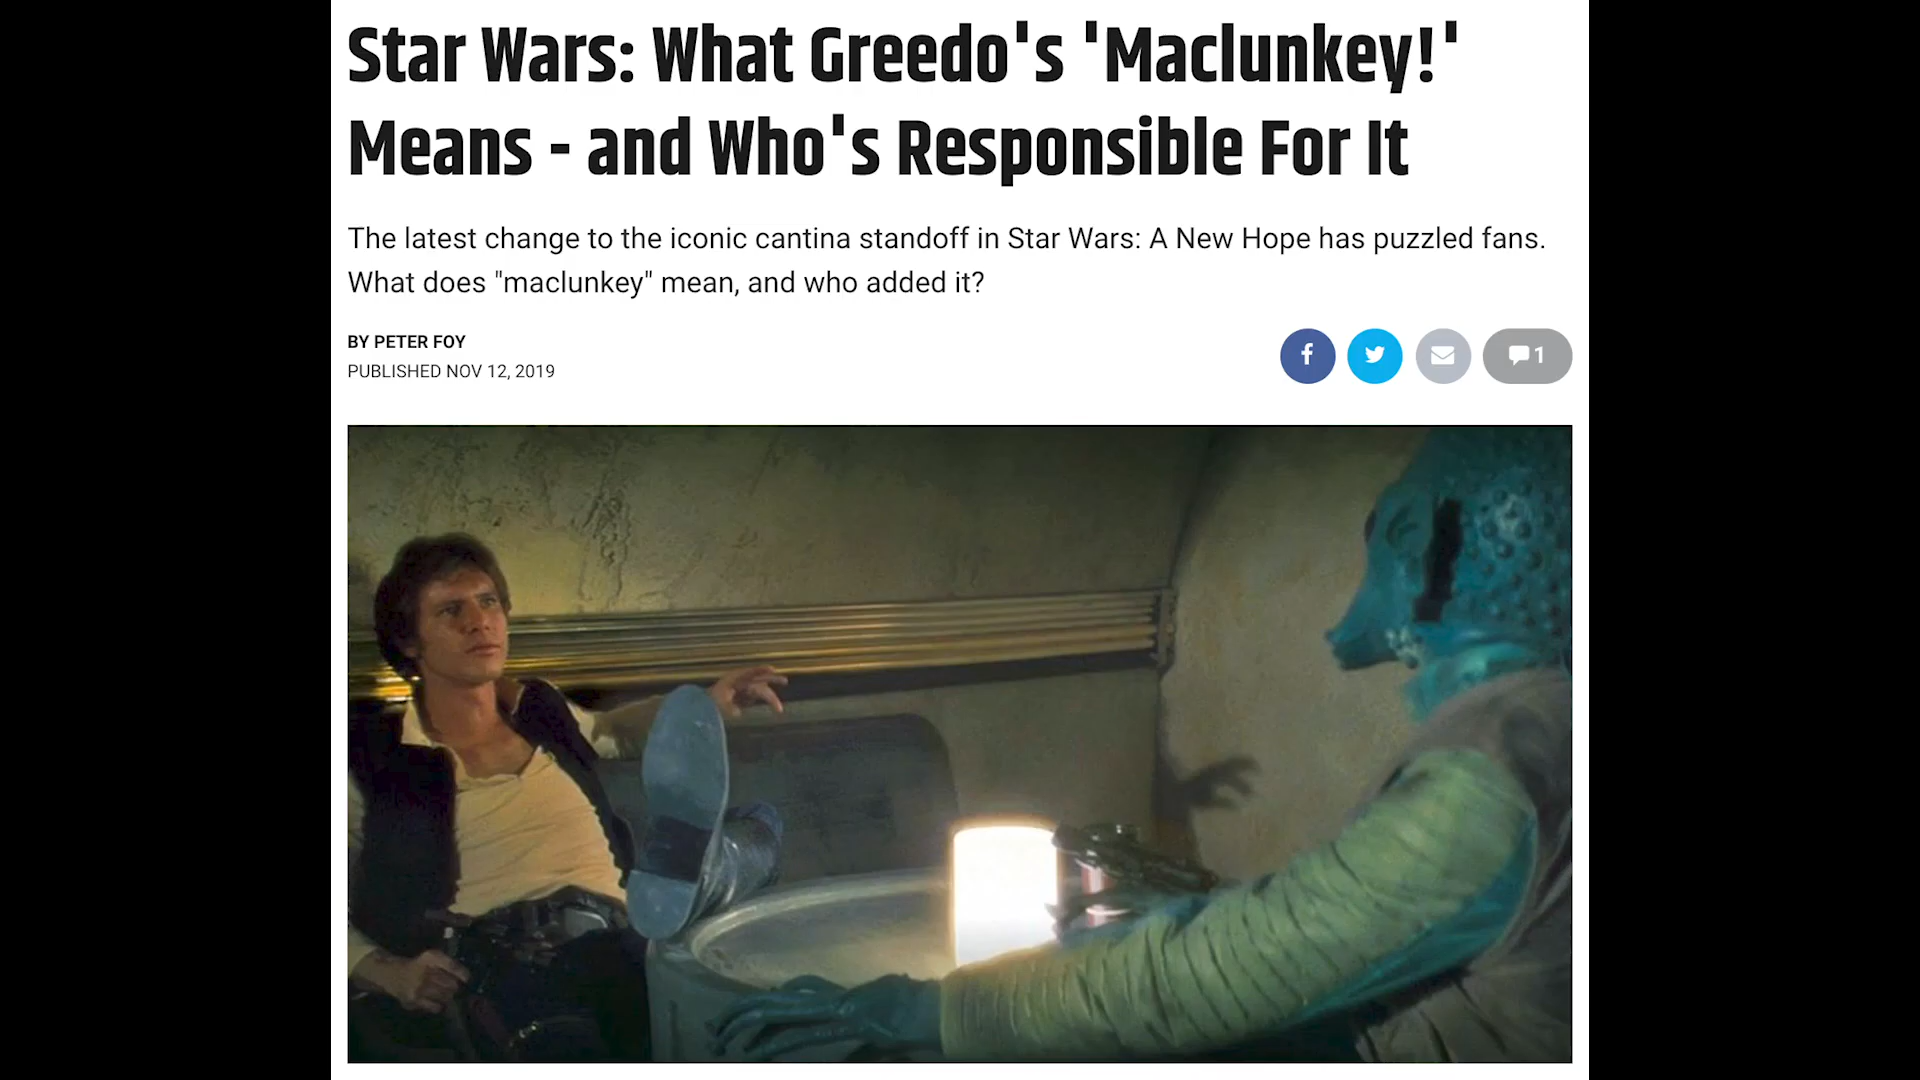 Star Wars: What Greedo's 'Maclunkey!'
Means - and Who's Responsible For It
The latest change to the iconic cantina standoff in Star Wars: A New Hope has puzzled fans.
What does "maclunkey" mean, and who added it?
BY PETER FOY
PUBLISHED NOV 12, 2019
f
1